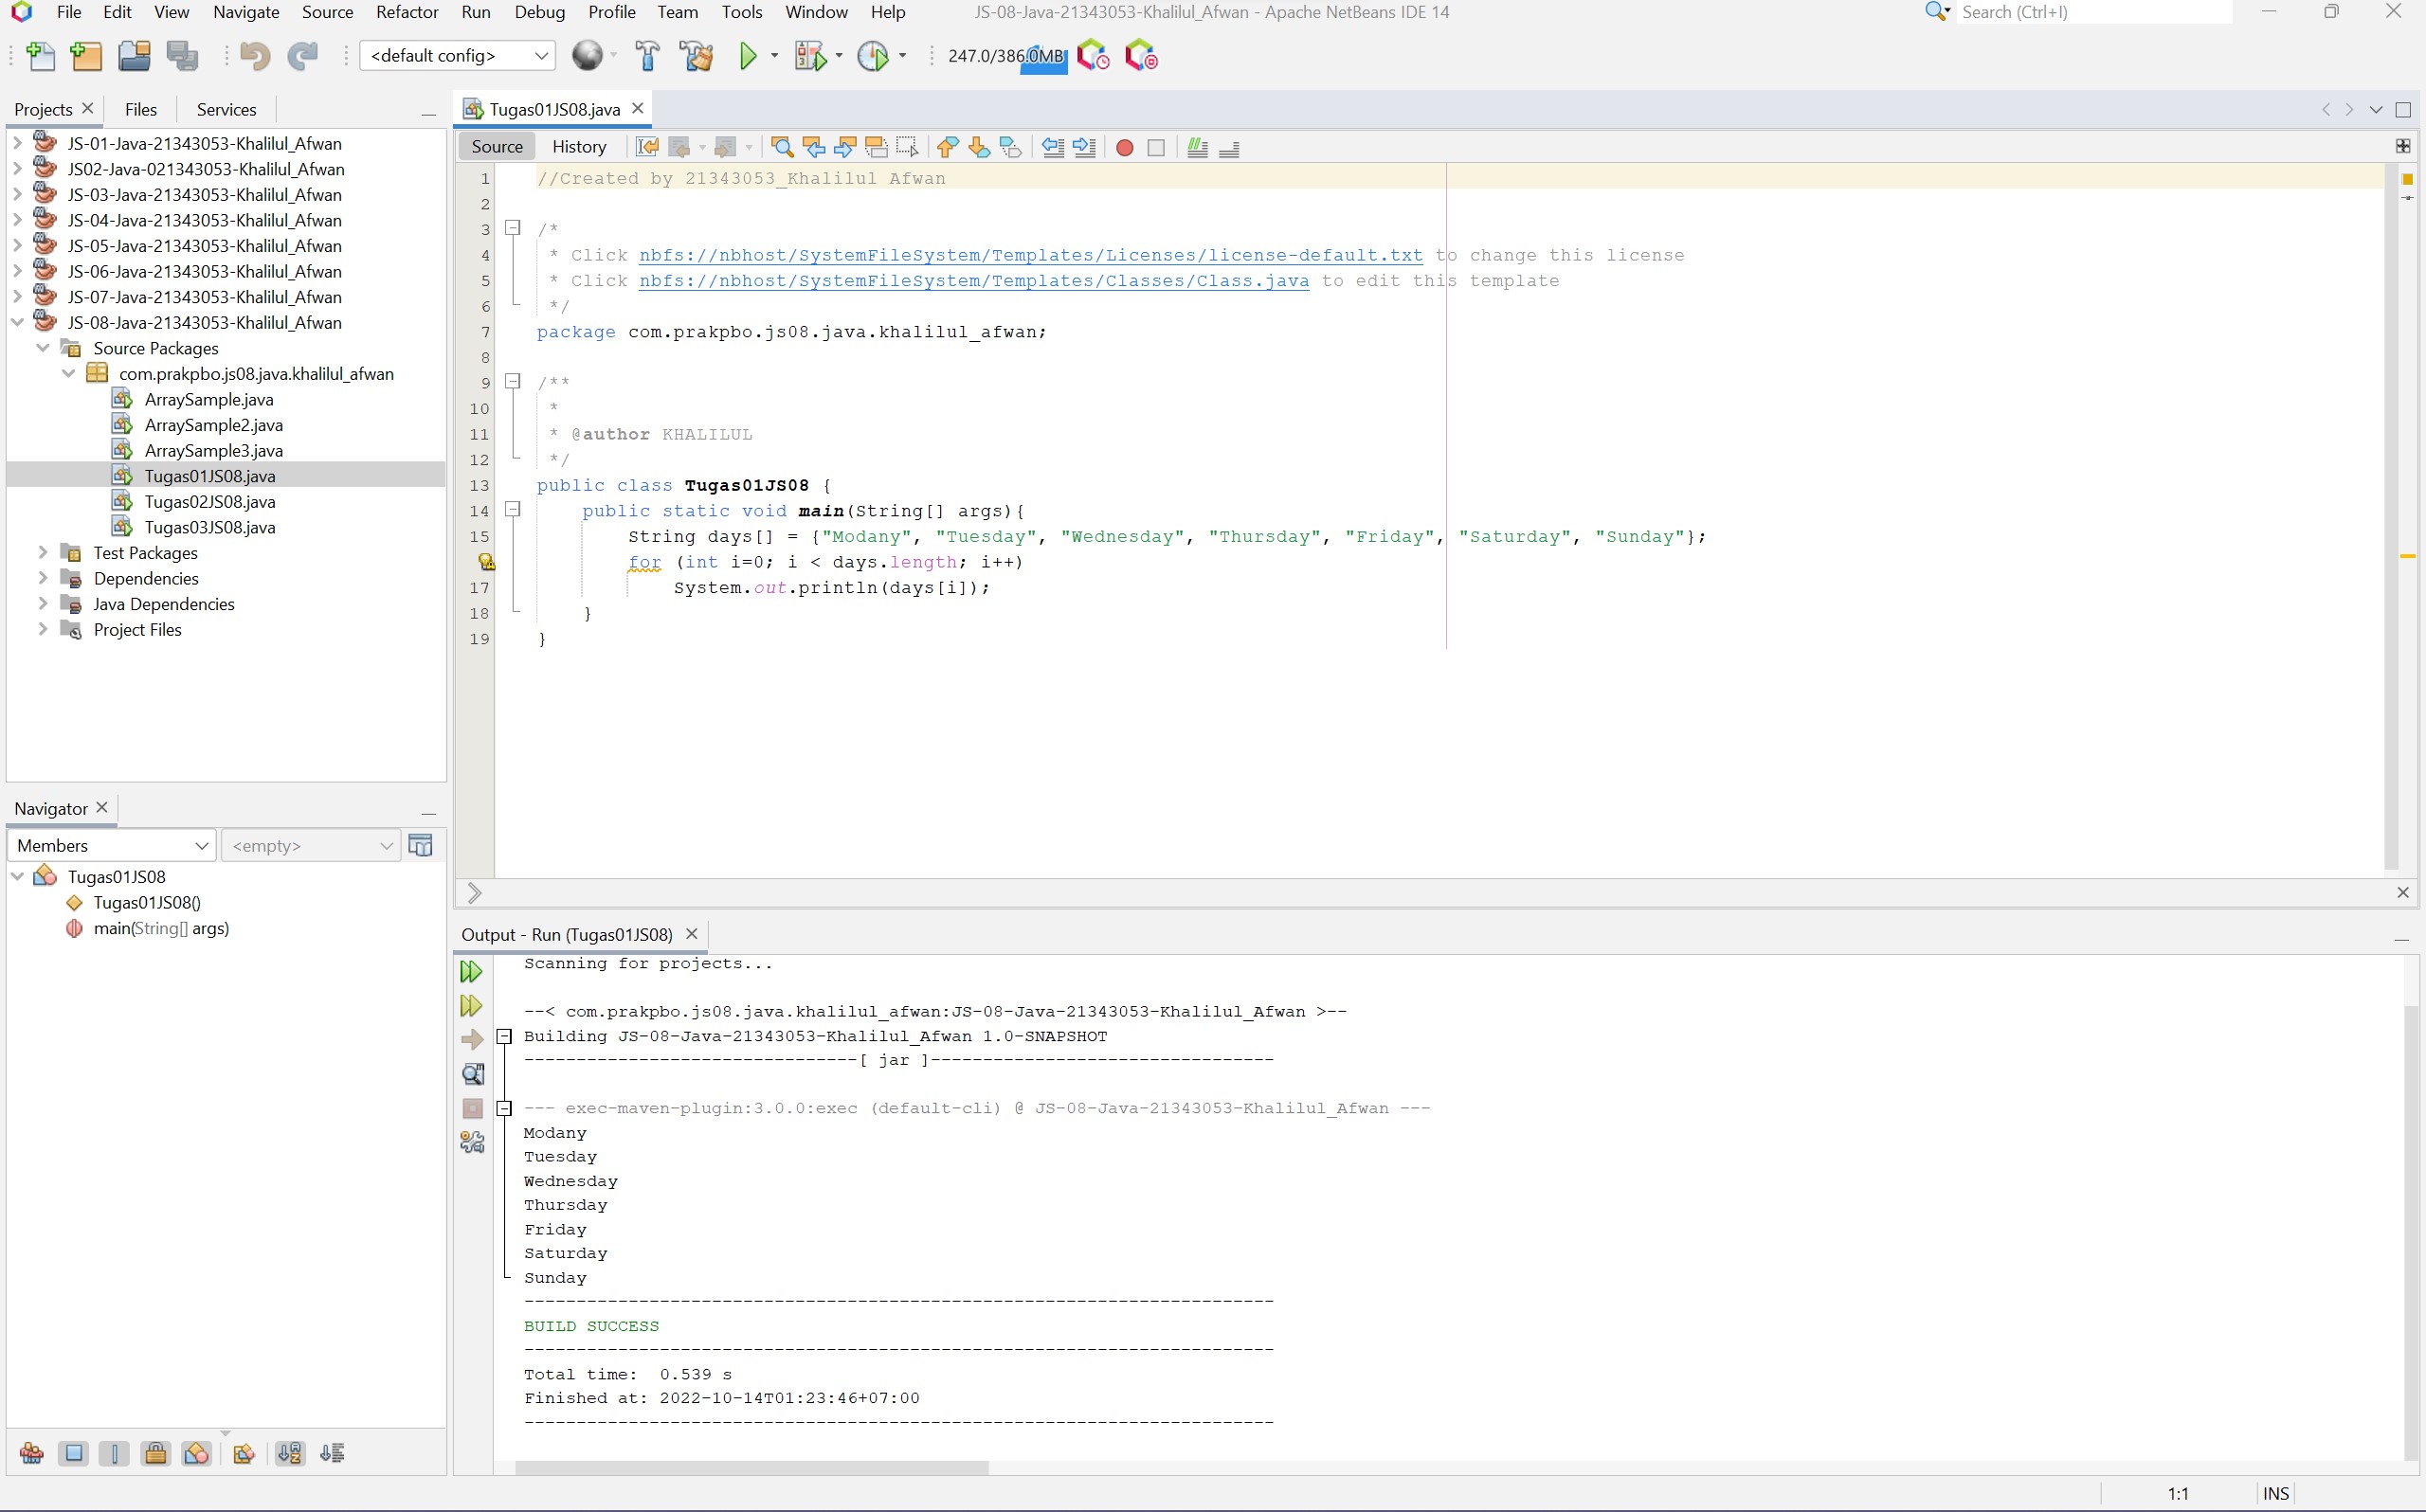 File Edit View Navigate Source Refactor Run Debug Profile Team Tools Window Help JS-08-Java-21343053-Khalilul_Afwan - Apache NetBeans IDE 14 Search (Ctrl+I)
<default config> 247.0/386.0MB
Projects Files Services
JS-01-Java-21343053-Khalilul_Afwan
JS02-Java-021343053-Khalilul_Afwan
JS-03-Java-21343053-Khalilul_Afwan
JS-04-Java-21343053-Khalilul_Afwan
JS-05-Java-21343053-Khalilul_Afwan
JS-06-Java-21343053-Khalilul_Afwan
JS-07-Java-21343053-Khalilul_Afwan
JS-08-Java-21343053-Khalilul_Afwan
Source Packages
com.prakpbo.js08.java.khalilul_afwan
ArraySample.java
ArraySample2.java
ArraySample3.java
Tugas01JS08.java
Tugas02JS08.java
Tugas03JS08.java
Test Packages
Dependencies
Java Dependencies
Project Files
Navigator
Members <empty>
Tugas01JS08
Tugas01JS08()
main(String[] args)
Tugas01JS08.java
Source History
1 //Created by 21343053_Khalilul Afwan
2
3 /*
4 * Click nbfs://nbhost/SystemFileSystem/Templates/Licenses/license-default.txt to change this license
5 * Click nbfs://nbhost/SystemFileSystem/Templates/Classes/Class.java to edit this template
6 */
7 package com.prakpbo.js08.java.khalilul_afwan;
8
9 /**
10 *
11 * @author KHALILUL
12 */
13 public class Tugas01JS08 {
14 public static void main(String[] args){
15 String days[] = {"Modany", "Tuesday", "Wednesday", "Thursday", "Friday", "Saturday", "Sunday"};
for (int i=0; i < days.length; i++)
17 System.out.println(days[i]);
18 }
19 }
Output - Run (Tugas01JS08)
Scanning for projects...
--< com.prakpbo.js08.java.khalilul_afwan:JS-08-Java-21343053-Khalilul_Afwan >--
Building JS-08-Java-21343053-Khalilul_Afwan 1.0-SNAPSHOT
--------------------------------[ jar ]---------------------------------
--- exec-maven-plugin:3.0.0:exec (default-cli) @ JS-08-Java-21343053-Khalilul_Afwan ---
Modany
Tuesday
Wednesday
Thursday
Friday
Saturday
Sunday
------------------------------------------------------------------------
BUILD SUCCESS
------------------------------------------------------------------------
Total time: 0.539 s
Finished at: 2022-10-14T01:23:46+07:00
------------------------------------------------------------------------
1:1 INS